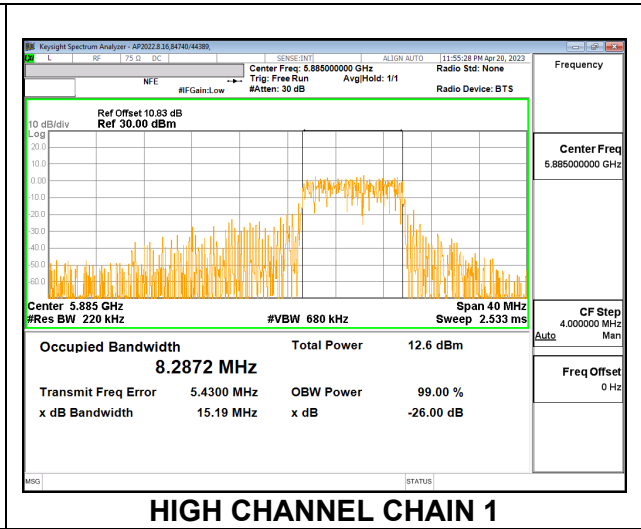 Keysight Spectrum Analyzer - AP2022.8.16,84740/44389,
L RF 75 Ω DC SENSE:INT ALIGN AUTO 11:55:28 PM Apr 20, 2023
Center Freq: 5.885000000 GHz Radio Std: None
NFE Trig: Free Run Avg|Hold: 1/1
#IFGain:Low #Atten: 30 dB Radio Device: BTS
Frequency
Ref Offset 10.83 dB
10 dB/div Ref 30.00 dBm
Log
20.0
10.0
0.00
-10.0
-20.0
-30.0
-40.0
-50.0
-60.0
Center 5.885 GHz Span 40 MHz
#Res BW 220 kHz #VBW 680 kHz Sweep 2.533 ms
Center Freq
5.885000000 GHz
CF Step
4.000000 MHz
Auto Man
Freq Offset
0 Hz
Occupied Bandwidth Total Power 12.6 dBm
8.2872 MHz
Transmit Freq Error 5.4300 MHz OBW Power 99.00 %
x dB Bandwidth 15.19 MHz x dB -26.00 dB
MSG STATUS
HIGH CHANNEL CHAIN 1